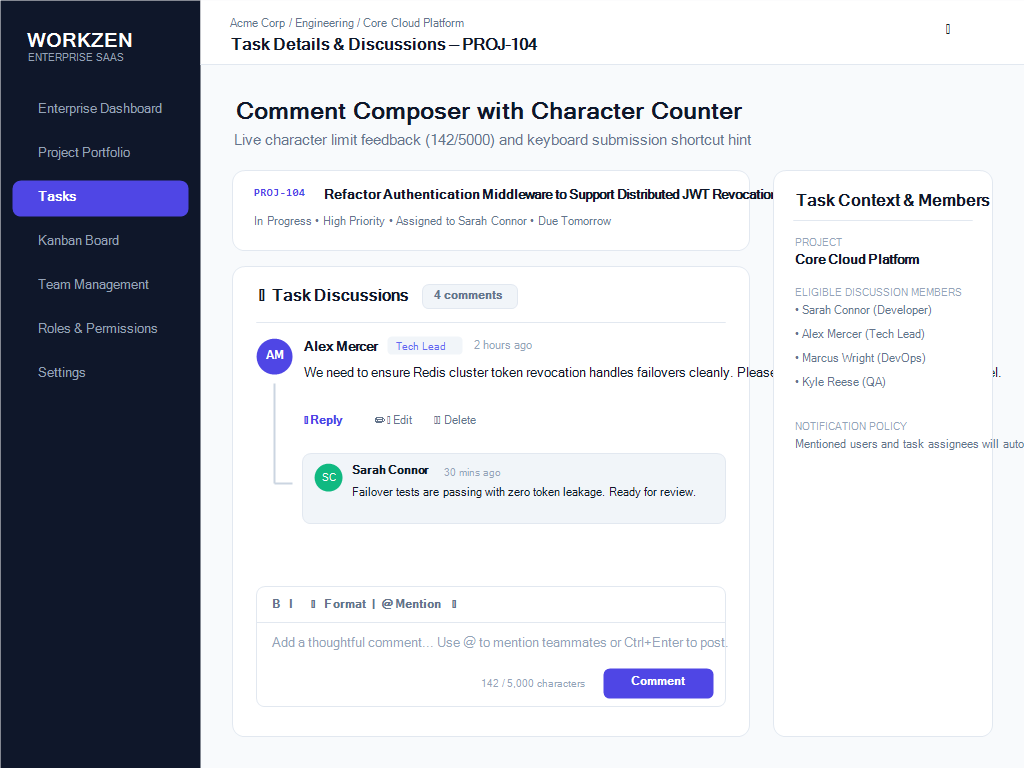 WORKZEN
ENTERPRISE SAAS
Enterprise Dashboard
Project Portfolio
Tasks
Kanban Board
Team Management
Roles & Permissions
Settings
Acme Corp / Engineering / Core Cloud Platform
Task Details & Discussions – PROJ-104
Comment Composer with Character Counter
Live character limit feedback (142/5000) and keyboard submission shortcut hint
PROJ-104 Refactor Authentication Middleware to Support Distributed JWT
In Progress • High Priority • Assigned to Sarah Connor • Due Tomorrow
Task Discussions 4 comments
AM Alex Mercer Tech Lead 2 hours ago
We need to ensure Redis cluster token revocation handles failovers cleanly. Please
Reply Edit Delete
SC Sarah Connor 30 mins ago
Failover tests are passing with zero token leakage. Ready for review.
B I Format | @ Mention
Add a thoughtful comment... Use @ to mention teammates or Ctrl+Enter to post.
142 / 5,000 characters Comment
Task Context & Members
PROJECT
Core Cloud Platform
ELIGIBLE DISCUSSION MEMBERS
• Sarah Connor (Developer)
• Alex Mercer (Tech Lead)
• Marcus Wright (DevOps)
• Kyle Reese (QA)
NOTIFICATION POLICY
Mentioned users and task assignees will auto